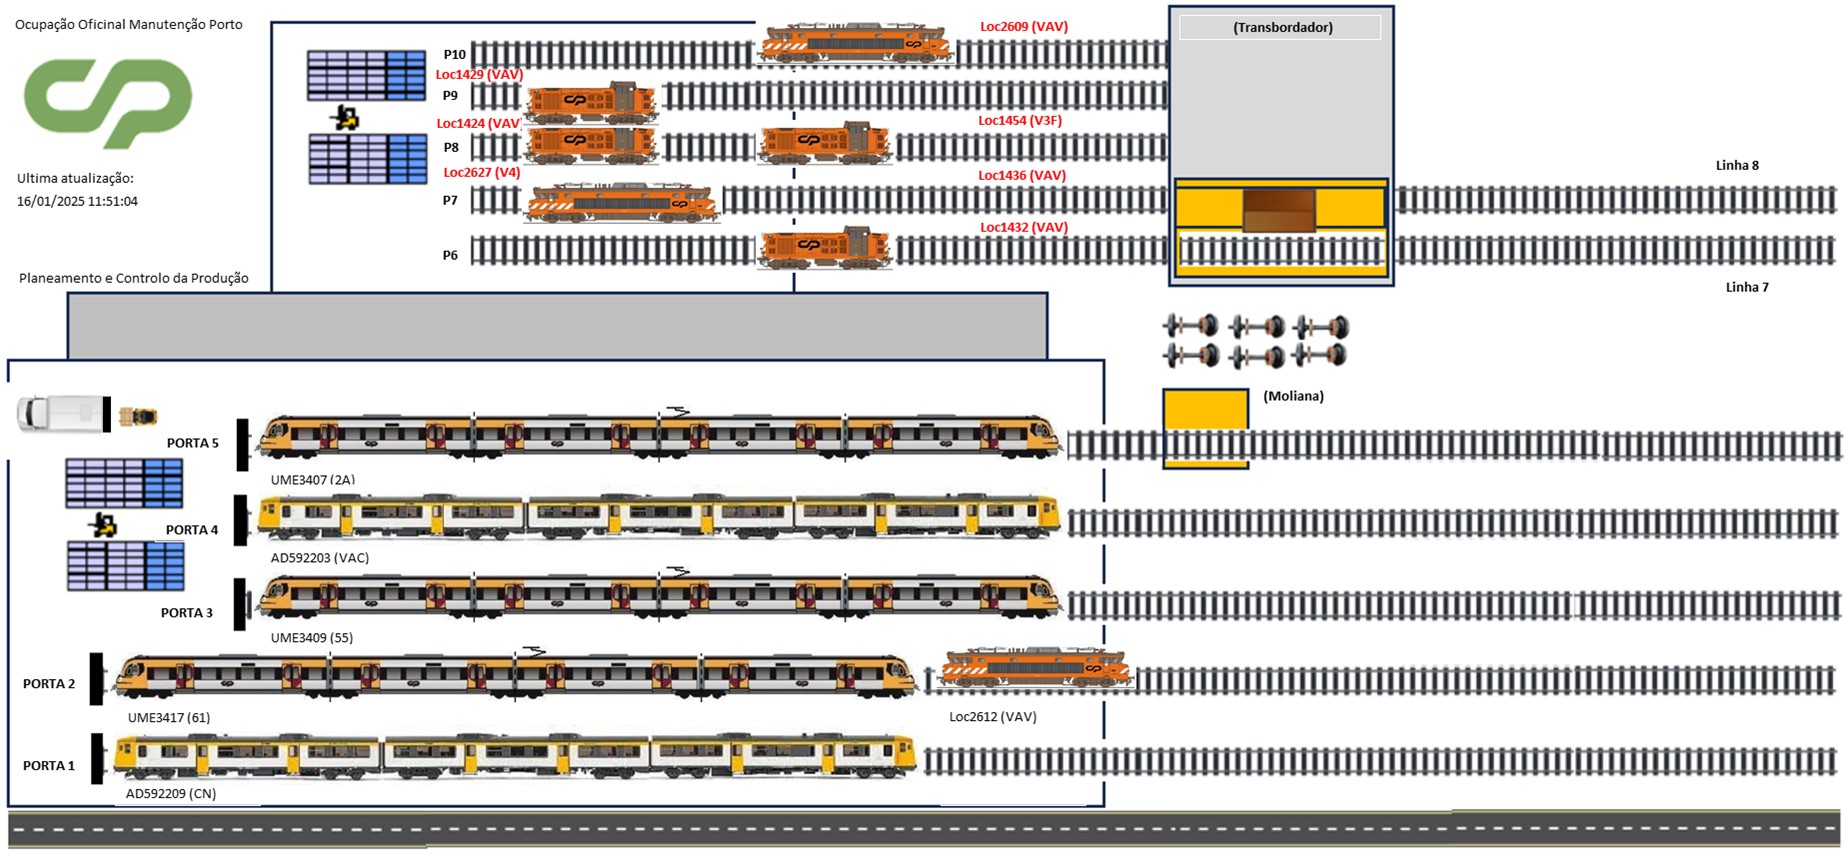 Ocupação Oficinal Manutenção Porto
Ultima atualização:
16/01/2025 11:51:04
Planeamento e Controlo da Produção
P10
Loc2609 (VAV)
Loc1429 (VAV)
P9
Loc1424 (VAV)
Loc1454 (V3F)
P8
Loc2627 (V4)
Loc1436 (VAV)
P7
Loc1432 (VAV)
P6
(Transbordador)
Linha 8
Linha 7
(Moliana)
PORTA 5
UME3407 (2A)
PORTA 4
AD592203 (VAC)
PORTA 3
UME3409 (55)
PORTA 2
UME3417 (61)
Loc2612 (VAV)
PORTA 1
AD592209 (CN)